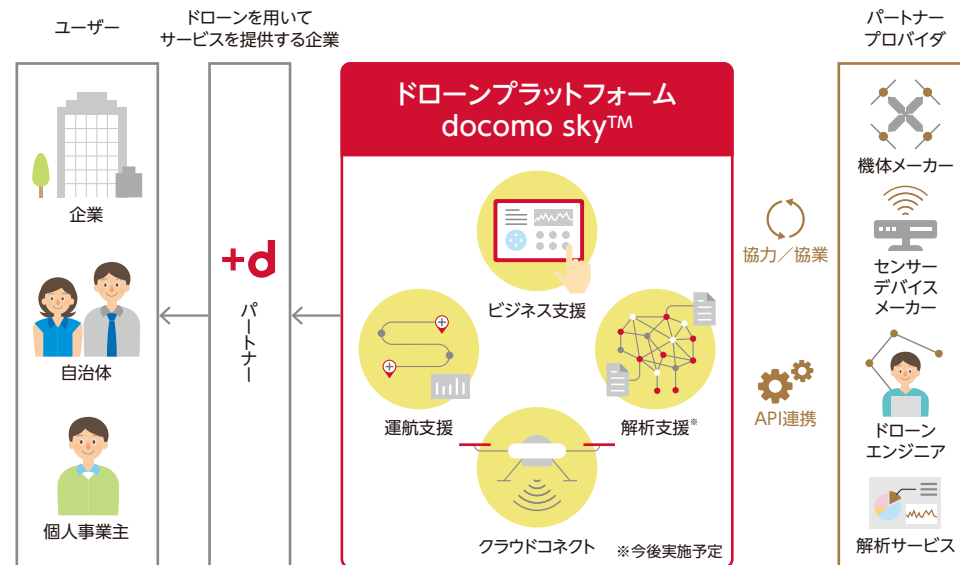 ユーザー
ドローンを用いて
サービスを提供する企業
パートナー
プロバイダ
企業
自治体
個人事業主
+d
パートナー
ドローンプラットフォーム
docomo sky™
ビジネス支援
運航支援
解析支援※
クラウドコネクト
※今後実施予定
協力／協業
API連携
機体メーカー
センサー
デバイス
メーカー
ドローン
エンジニア
解析サービス